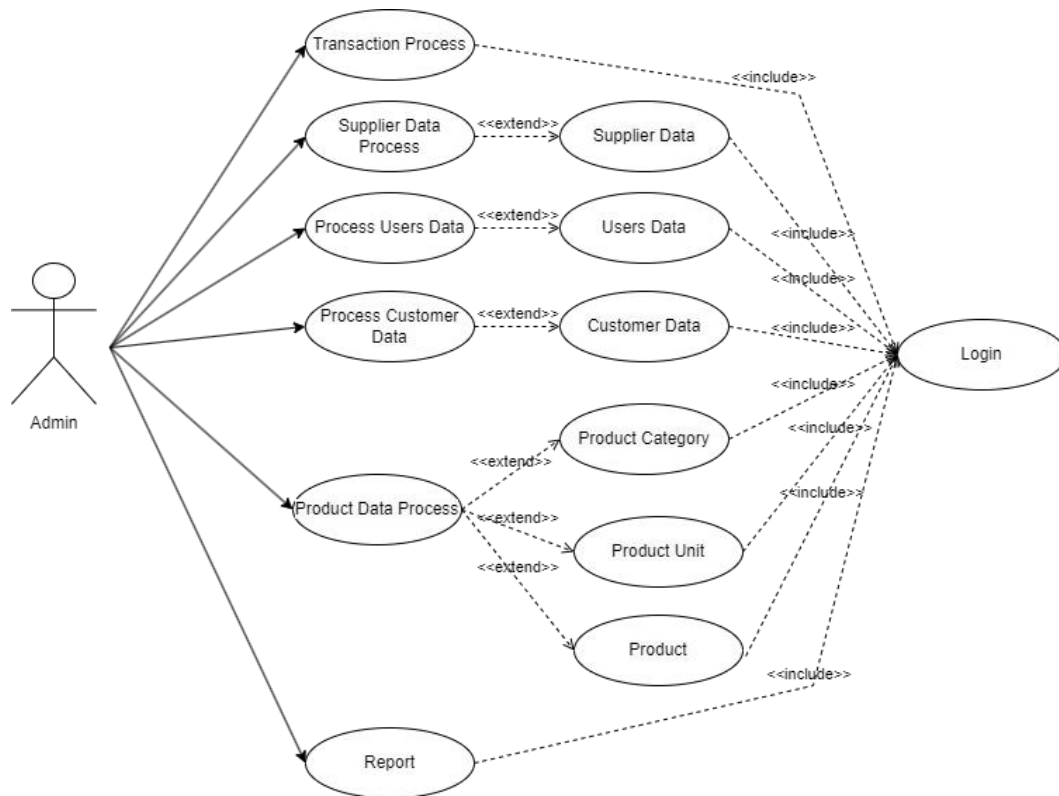 Transaction Process
<<include>>
Supplier Data
Process
<<extend>>
Supplier Data
Process Users Data
<<extend>>
Users Data
<<include>>
<<include>>
Process Customer
Data
<<extend>>
Customer Data
<<include>>
Login
Admin
<<include>>
Product Category
<<include>>
<<extend>>
Product Data Process
<<include>>
<<extend>>
Product Unit
<<extend>>
Product
<<include>>
Report